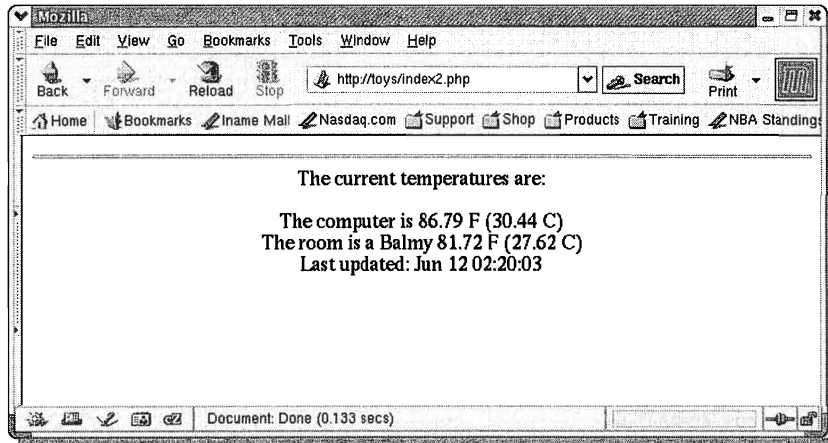 Mozilla
File Edit View Go Bookmarks Tools Window Help
Back Forward Reload Stop http://toys/index2.php Search Print
Home Bookmarks Iname Mail Nasdaq.com Support Shop Products Training NBA Standings
The current temperatures are:
The computer is 86.79 F (30.44 C)
The room is a Balmy 81.72 F (27.62 C)
Last updated: Jun 12 02:20:03
Document: Done (0.133 secs)